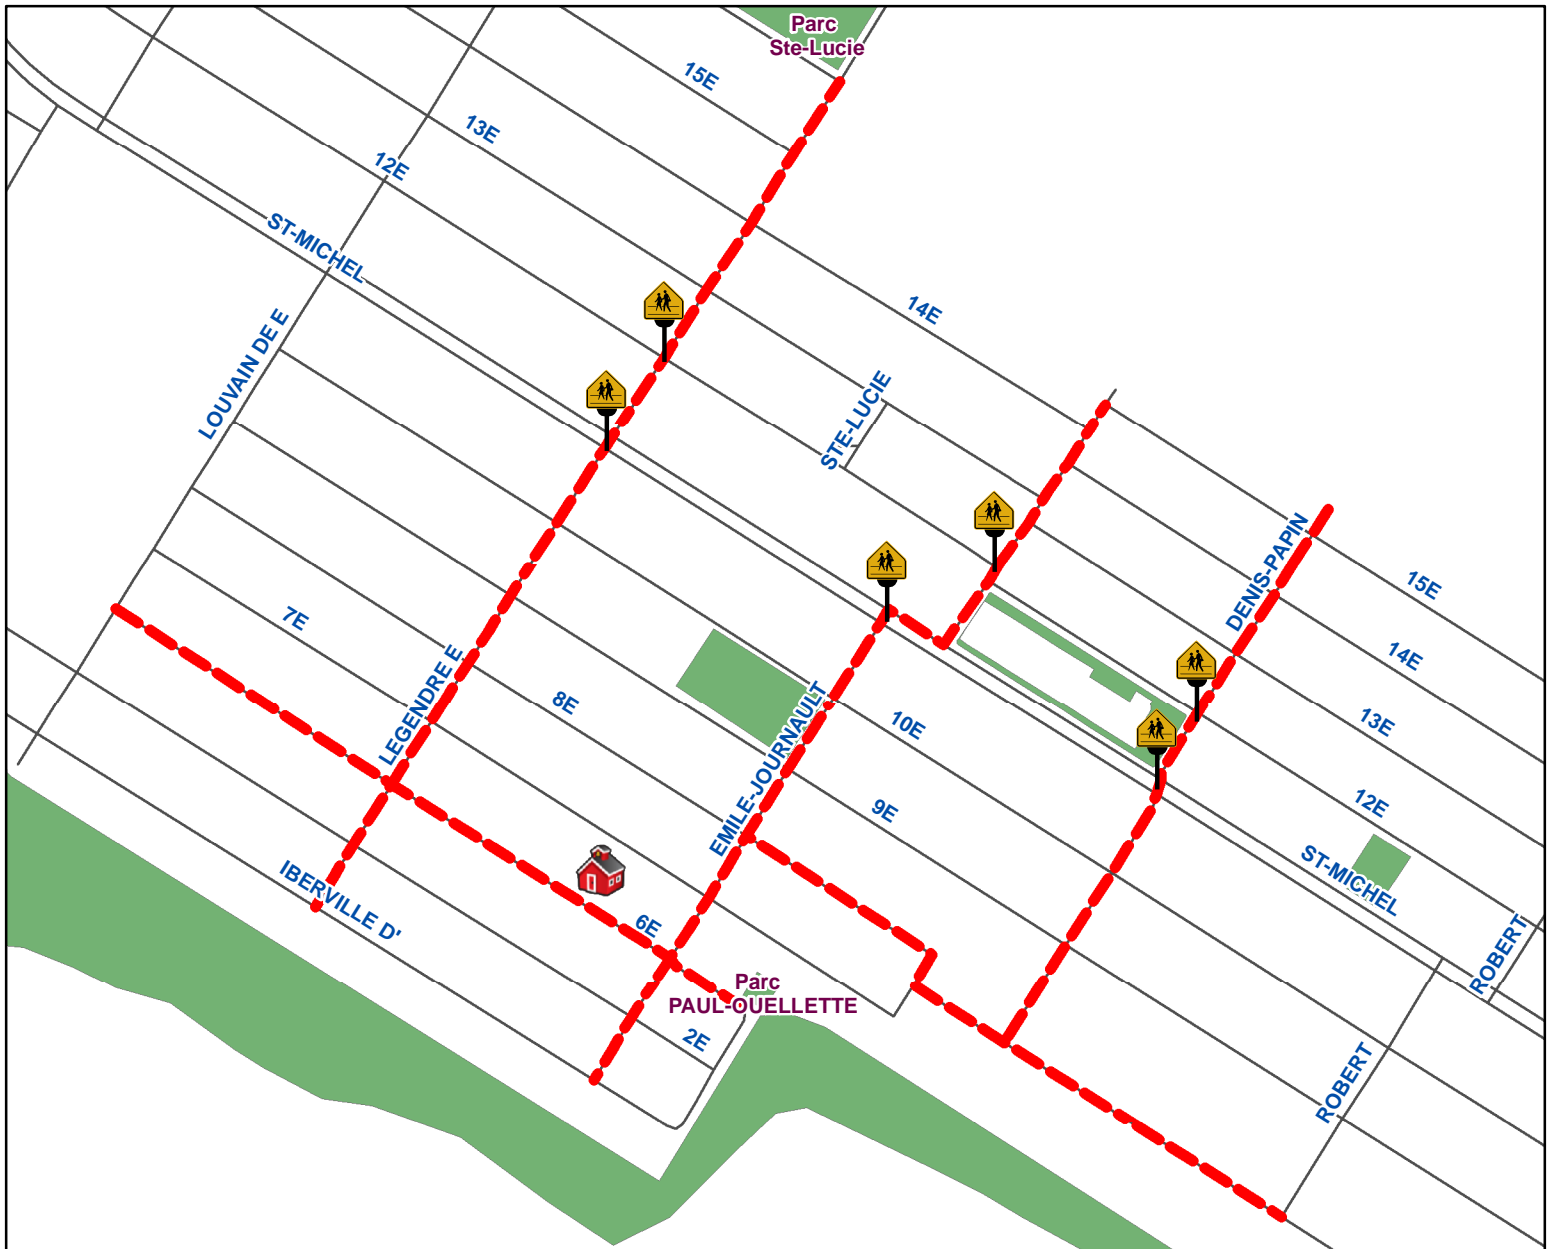 Parc
Ste-Lucie
15E
13E
12E
ST-MICHEL
14E
LOUVAIN DE E
STE-LUCIE
DENIS-PAPIN
15E
7E
14E
LEGENDRE E
8E
EMILE-JOURNAULT
10E
13E
9E
12E
ST-MICHEL
IBERVILLE D'
6E
ROBERT
Parc
PAUL-OUELLETTE
2E
ROBERT